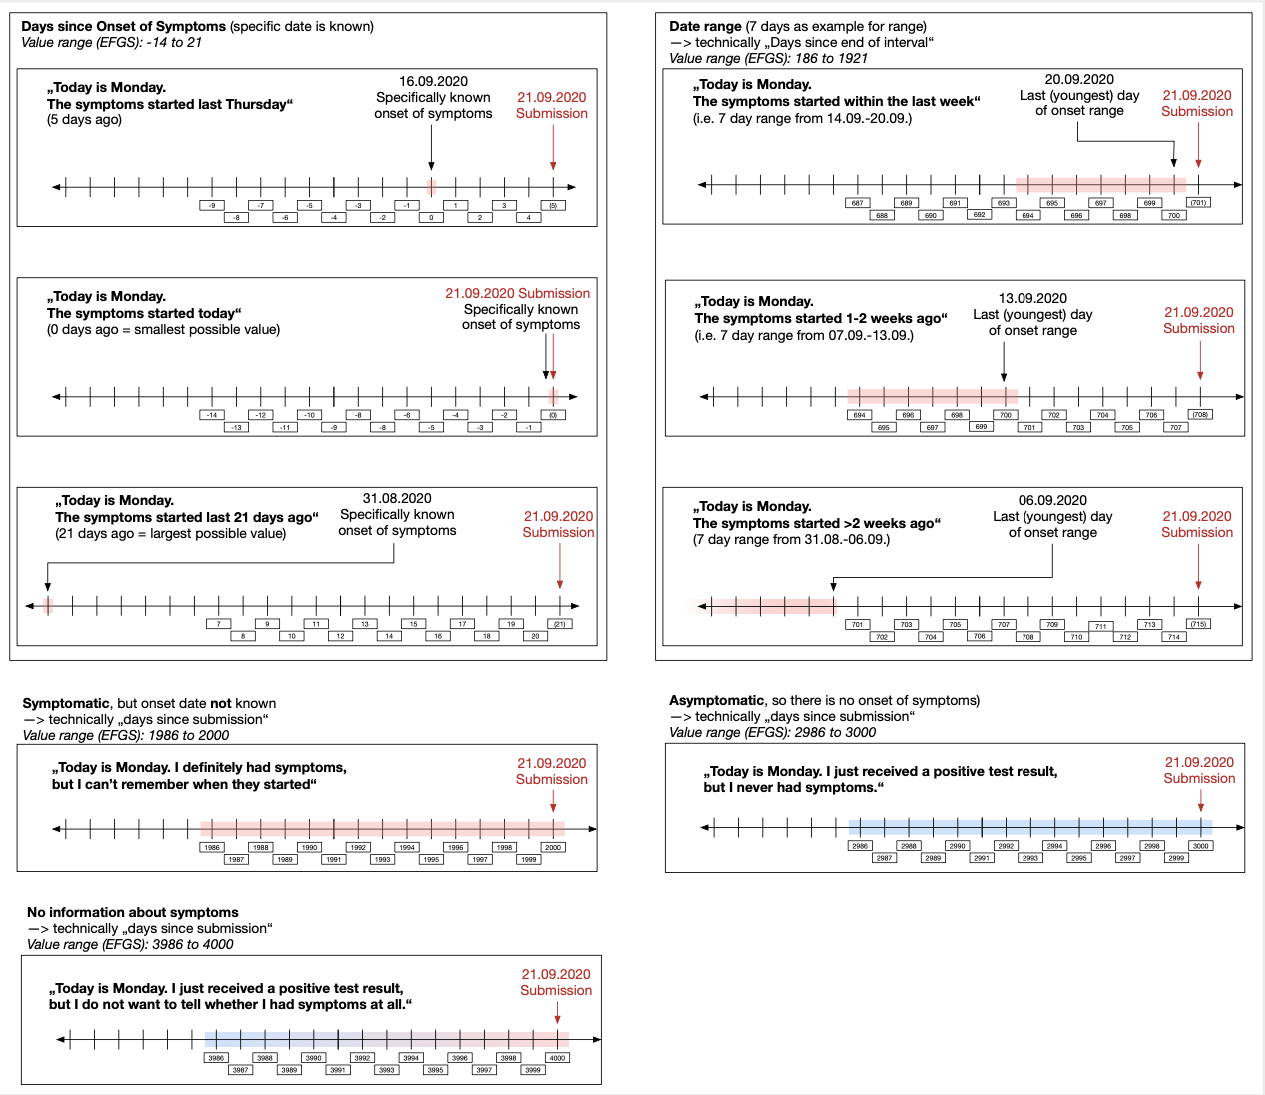 Days since Onset of Symptoms (specific date is known)
Value range (EFGS): -14 to 21
„Today is Monday.
The symptoms started last Thursday“
(5 days ago)
16.09.2020
Specifically known
onset of symptoms
21.09.2020
Submission
-9 -7 -5 -3 -1 1 3 (5)
-8 -6 -4 -2 0 2 4
„Today is Monday.
The symptoms started today“
(0 days ago = smallest possible value)
21.09.2020 Submission
Specifically known
onset of symptoms
-14 -12 -10 -8 -6 -4 -2 (0)
-13 -11 -9 -8 -5 -3 -1
„Today is Monday.
The symptoms started last 21 days ago“
(21 days ago = largest possible value)
31.08.2020
Specifically known
onset of symptoms
21.09.2020
Submission
7 9 11 13 15 17 19 (21)
8 10 12 14 16 18 20
Date range (7 days as example for range)
—> technically „Days since end of interval“
Value range (EFGS): 186 to 1921
„Today is Monday.
The symptoms started within the last week“
(i.e. 7 day range from 14.09.-20.09.)
20.09.2020
Last (youngest) day
of onset range
21.09.2020
Submission
687 689 691 693 695 697 699 (701)
688 690 692 694 696 698 700
„Today is Monday.
The symptoms started 1-2 weeks ago“
(i.e. 7 day range from 07.09.-13.09.)
13.09.2020
Last (youngest) day
of onset range
21.09.2020
Submission
694 696 698 700 702 704 706 (708)
695 697 699 701 703 705 707
„Today is Monday.
The symptoms started >2 weeks ago“
(7 day range from 31.08.-06.09.)
06.09.2020
Last (youngest) day
of onset range
21.09.2020
Submission
701 703 705 707 709 711 713 (715)
702 704 706 708 710 712 714
Symptomatic, but onset date not known
—> technically „days since submission“
Value range (EFGS): 1986 to 2000
„Today is Monday. I definitely had symptoms,
but I can’t remember when they started“
21.09.2020
Submission
1986 1988 1990 1992 1994 1996 1998 2000
1987 1989 1991 1993 1995 1997 1999
Asymptomatic, so there is no onset of symptoms)
—> technically „days since submission“
Value range (EFGS): 2986 to 3000
„Today is Monday. I just received a positive test result,
but I never had symptoms.“
21.09.2020
Submission
2986 2988 2990 2992 2994 2996 2998 3000
2987 2989 2991 2993 2995 2997 2999
No information about symptoms
—> technically „days since submission“
Value range (EFGS): 3986 to 4000
„Today is Monday. I just received a positive test result,
but I do not want to tell whether I had symptoms at all.“
21.09.2020
Submission
3986 3988 3990 3992 3994 3996 3998 4000
3987 3989 3991 3993 3995 3997 3999